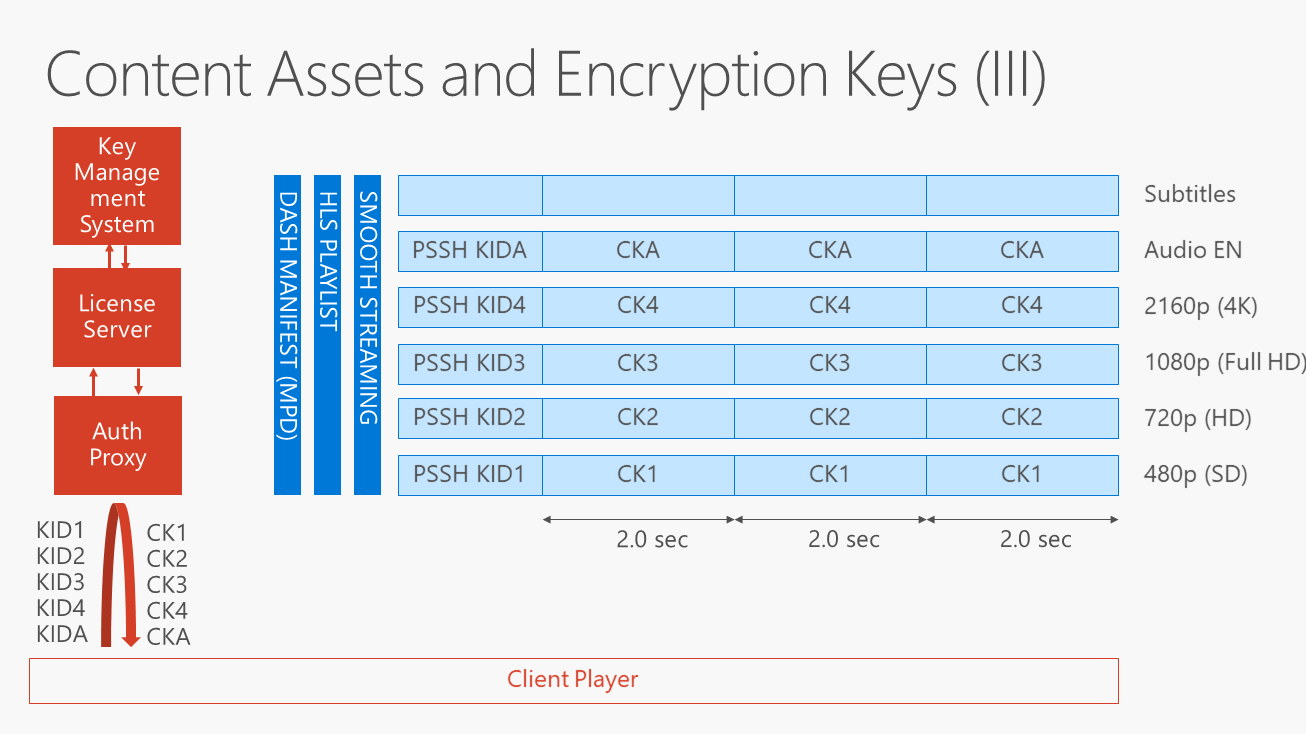 Content Assets and Encryption Keys (III)
Key
Manage
ment
System
License
Server
Auth
Proxy
KID1
KID2
KID3
KID4
KIDA
CK1
CK2
CK3
CK4
CKA
DASH MANIFEST (MPD)
HLS PLAYLIST
SMOOTH STREAMING
Subtitles
PSSH KIDA CKA CKA CKA Audio EN
PSSH KID4 CK4 CK4 CK4 2160p (4K)
PSSH KID3 CK3 CK3 CK3 1080p (Full HD)
PSSH KID2 CK2 CK2 CK2 720p (HD)
PSSH KID1 CK1 CK1 CK1 480p (SD)
2.0 sec 2.0 sec 2.0 sec
Client Player